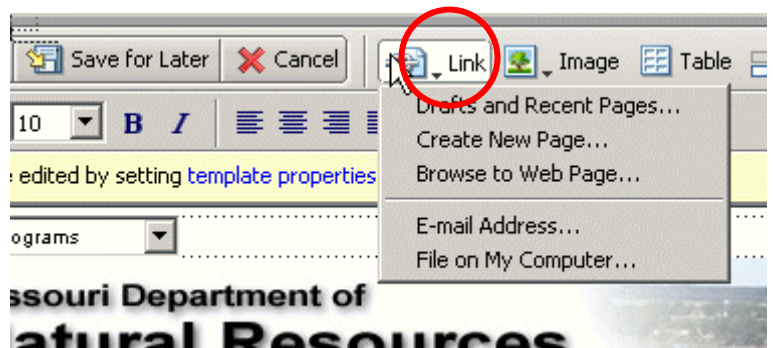 Save for Later Cancel Link Image Table
Drafts and Recent Pages...
10 B I
Create New Page...
edited by setting template properties
Browse to Web Page...
ograms
E-mail Address...
File on My Computer...
ssouri Department of
atural Resources